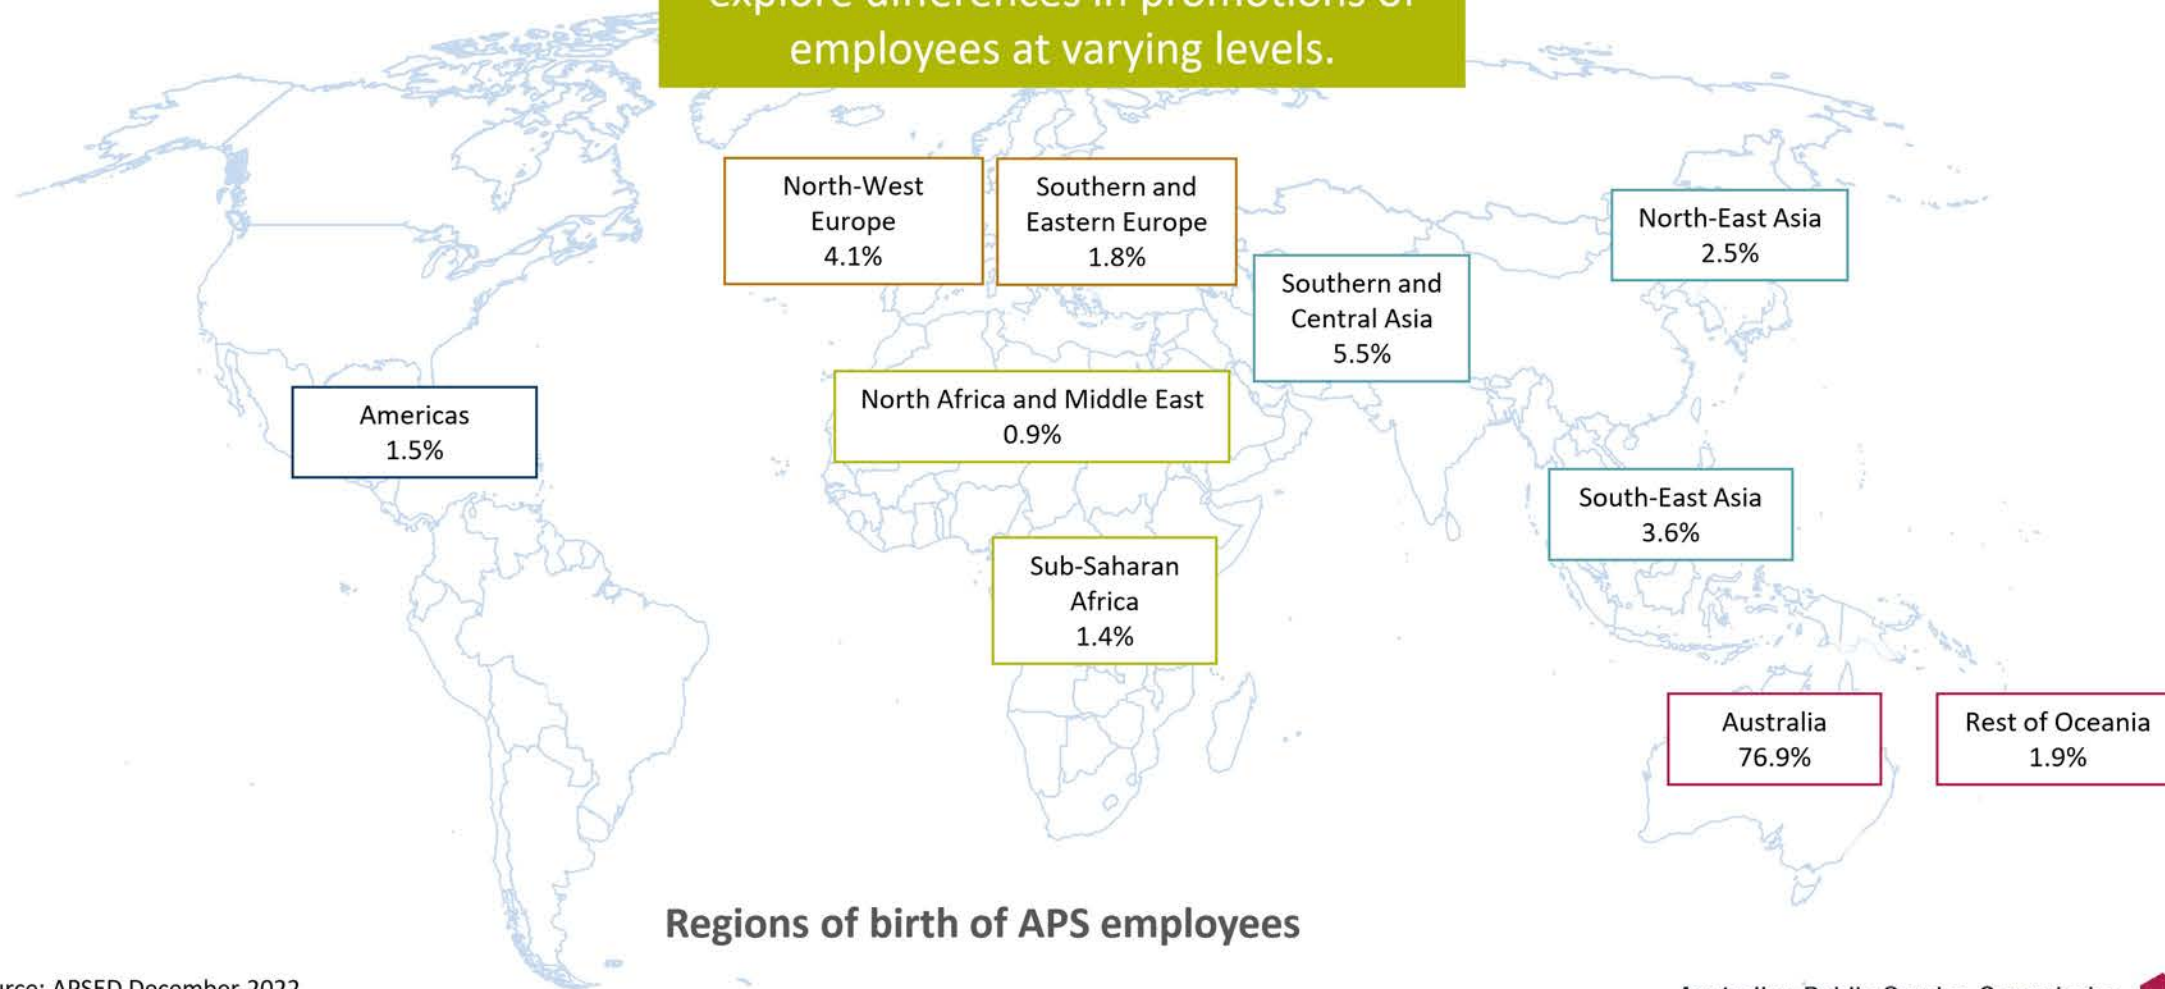 employees at varying levels.
North-West
Europe
4.1%
Southern and
Eastern Europe
1.8%
North-East Asia
2.5%
Southern and
Central Asia
5.5%
Americas
1.5%
North Africa and Middle East
0.9%
South-East Asia
3.6%
Sub-Saharan
Africa
1.4%
Australia
76.9%
Rest of Oceania
1.9%
Regions of birth of APS employees
APSED December 2022